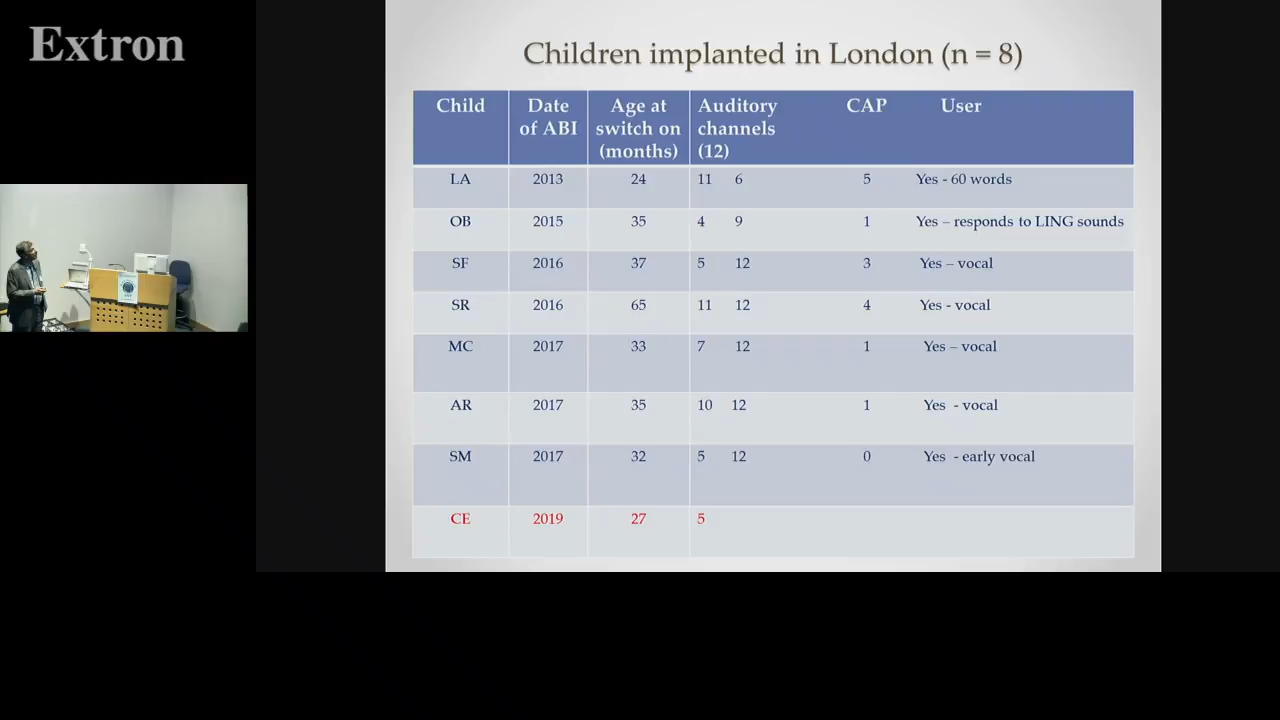 Extron
Children implanted in London (n = 8)
Child Date of ABI Age at switch on (months) Auditory channels (12) CAP User
LA 2013 24 11 6 5 Yes - 60 words
OB 2015 35 4 9 1 Yes – responds to LING sounds
SF 2016 37 5 12 3 Yes – vocal
SR 2016 65 11 12 4 Yes - vocal
MC 2017 33 7 12 1 Yes – vocal
AR 2017 35 10 12 1 Yes - vocal
SM 2017 32 5 12 0 Yes - early vocal
CE 2019 27 5